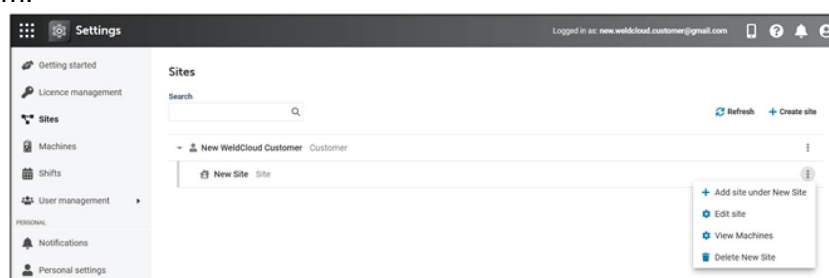 Settings
Logged in as: new.weldcloud.customer@gmail.com
Getting started
Licence management
Sites
Machines
Shifts
User management
PERSONAL
Notifications
Personal settings
Sites
Search
Refresh
Create site
New WeldCloud Customer Customer
New Site Site
Add site under New Site
Edit site
View Machines
Delete New Site